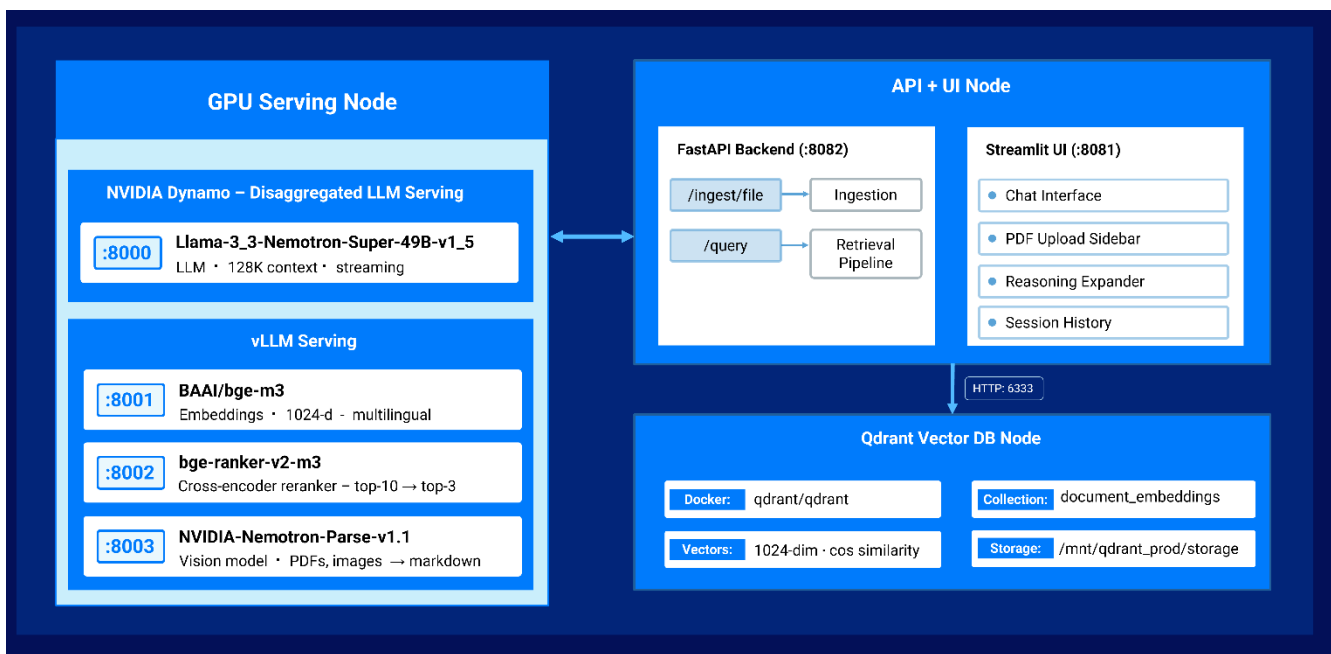 GPU Serving Node
NVIDIA Dynamo – Disaggregated LLM Serving
:8000
Llama-3_3-Nemotron-Super-49B-v1_5
LLM · 128K context · streaming
vLLM Serving
:8001
BAAI/bge-m3
Embeddings · 1024-d - multilingual
:8002
bge-ranker-v2-m3
Cross-encoder reranker – top-10 → top-3
:8003
NVIDIA-Nemotron-Parse-v1.1
Vision model · PDFs, images → markdown
API + UI Node
FastAPI Backend (:8082)
/ingest/file
Ingestion
/query
Retrieval
Pipeline
Streamlit UI (:8081)
Chat Interface
PDF Upload Sidebar
Reasoning Expander
Session History
HTTP: 6333
Qdrant Vector DB Node
Docker: qdrant/qdrant
Collection: document_embeddings
Vectors: 1024-dim · cos similarity
Storage: /mnt/qdrant_prod/storage